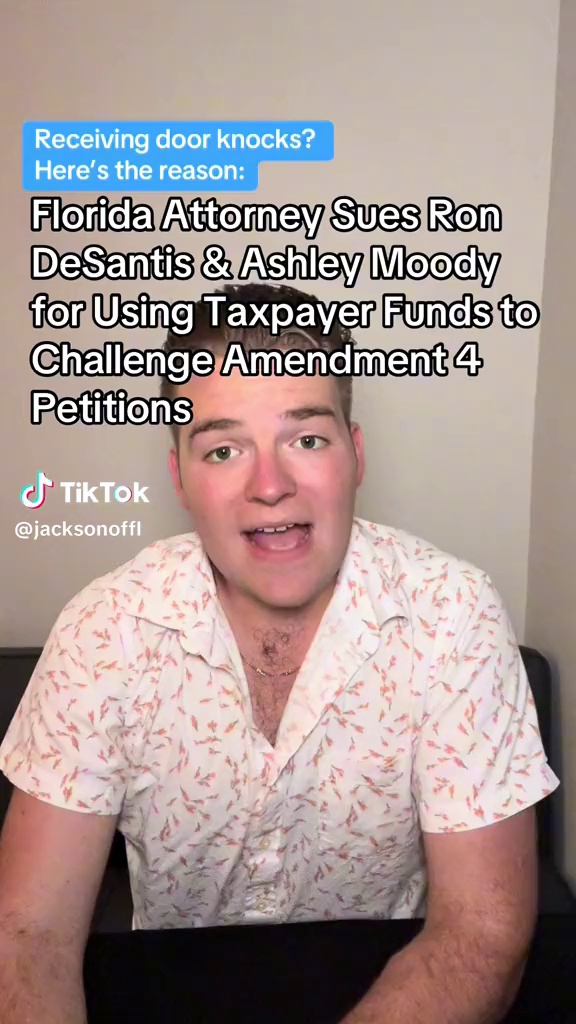 Receiving door knocks?
Here's the reason:
Florida Attorney Sues Ron
DeSantis & Ashley Moody
for Using Taxpayer Funds to
Challenge Amendment 4
Petitions
TikTok
@jacksonoffl